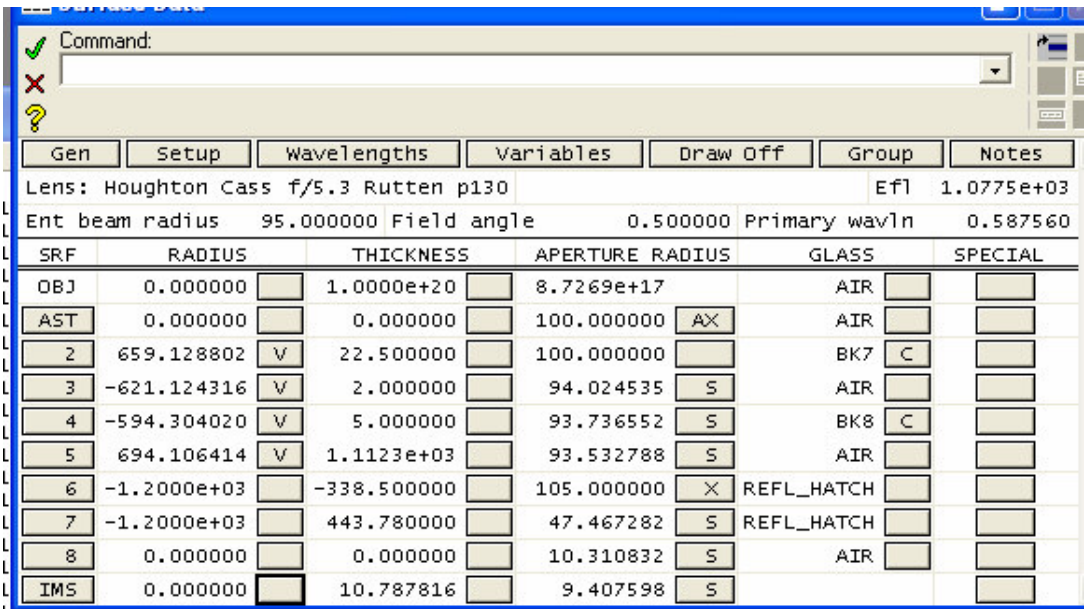 Surface Data
Command:
Gen Setup Wavelengths Variables Draw Off Group Notes
Lens: Houghton Cass f/5.3 Rutten p130 Efl 1.0775e+03
Ent beam radius 95.000000 Field angle 0.500000 Primary wavln 0.587560
SRF RADIUS THICKNESS APERTURE RADIUS GLASS SPECIAL
OBJ 0.000000 1.0000e+20 8.7269e+17 AIR
AST 0.000000 0.000000 100.000000 AX AIR
2 659.128802 V 22.500000 100.000000 BK7 C
3 -621.124316 V 2.000000 94.024535 S AIR
4 -594.304020 V 5.000000 93.736552 S BK8 C
5 694.106414 V 1.1123e+03 93.532788 S AIR
6 -1.2000e+03 -338.500000 105.000000 X REFL_HATCH
7 -1.2000e+03 443.780000 47.467282 S REFL_HATCH
8 0.000000 0.000000 10.310832 S AIR
IMS 0.000000 10.787816 9.407598 S